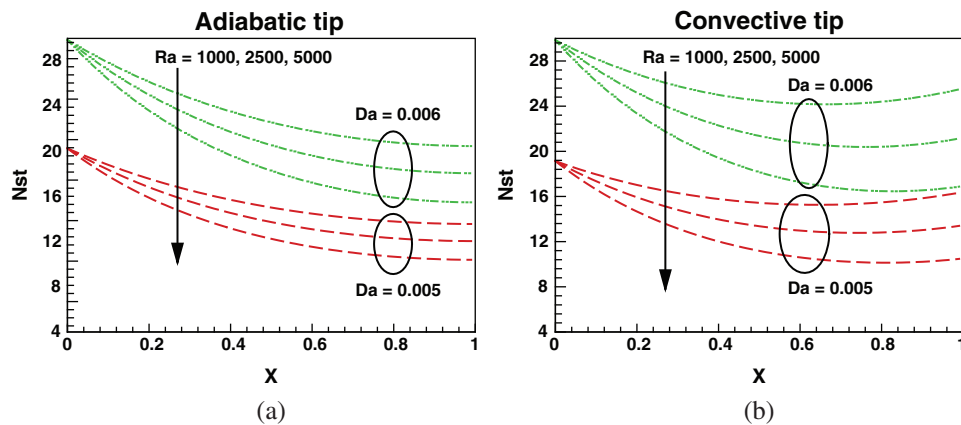 Adiabatic tip
Ra = 1000, 2500, 5000
Da = 0.006
Da = 0.005
Nst
28
24
20
16
12
8
4
0 0.2 0.4 0.6 0.8 1
X
(a)
Convective tip
Ra = 1000, 2500, 5000
Da = 0.006
Da = 0.005
Nst
28
24
20
16
12
8
4
0 0.2 0.4 0.6 0.8 1
X
(b)